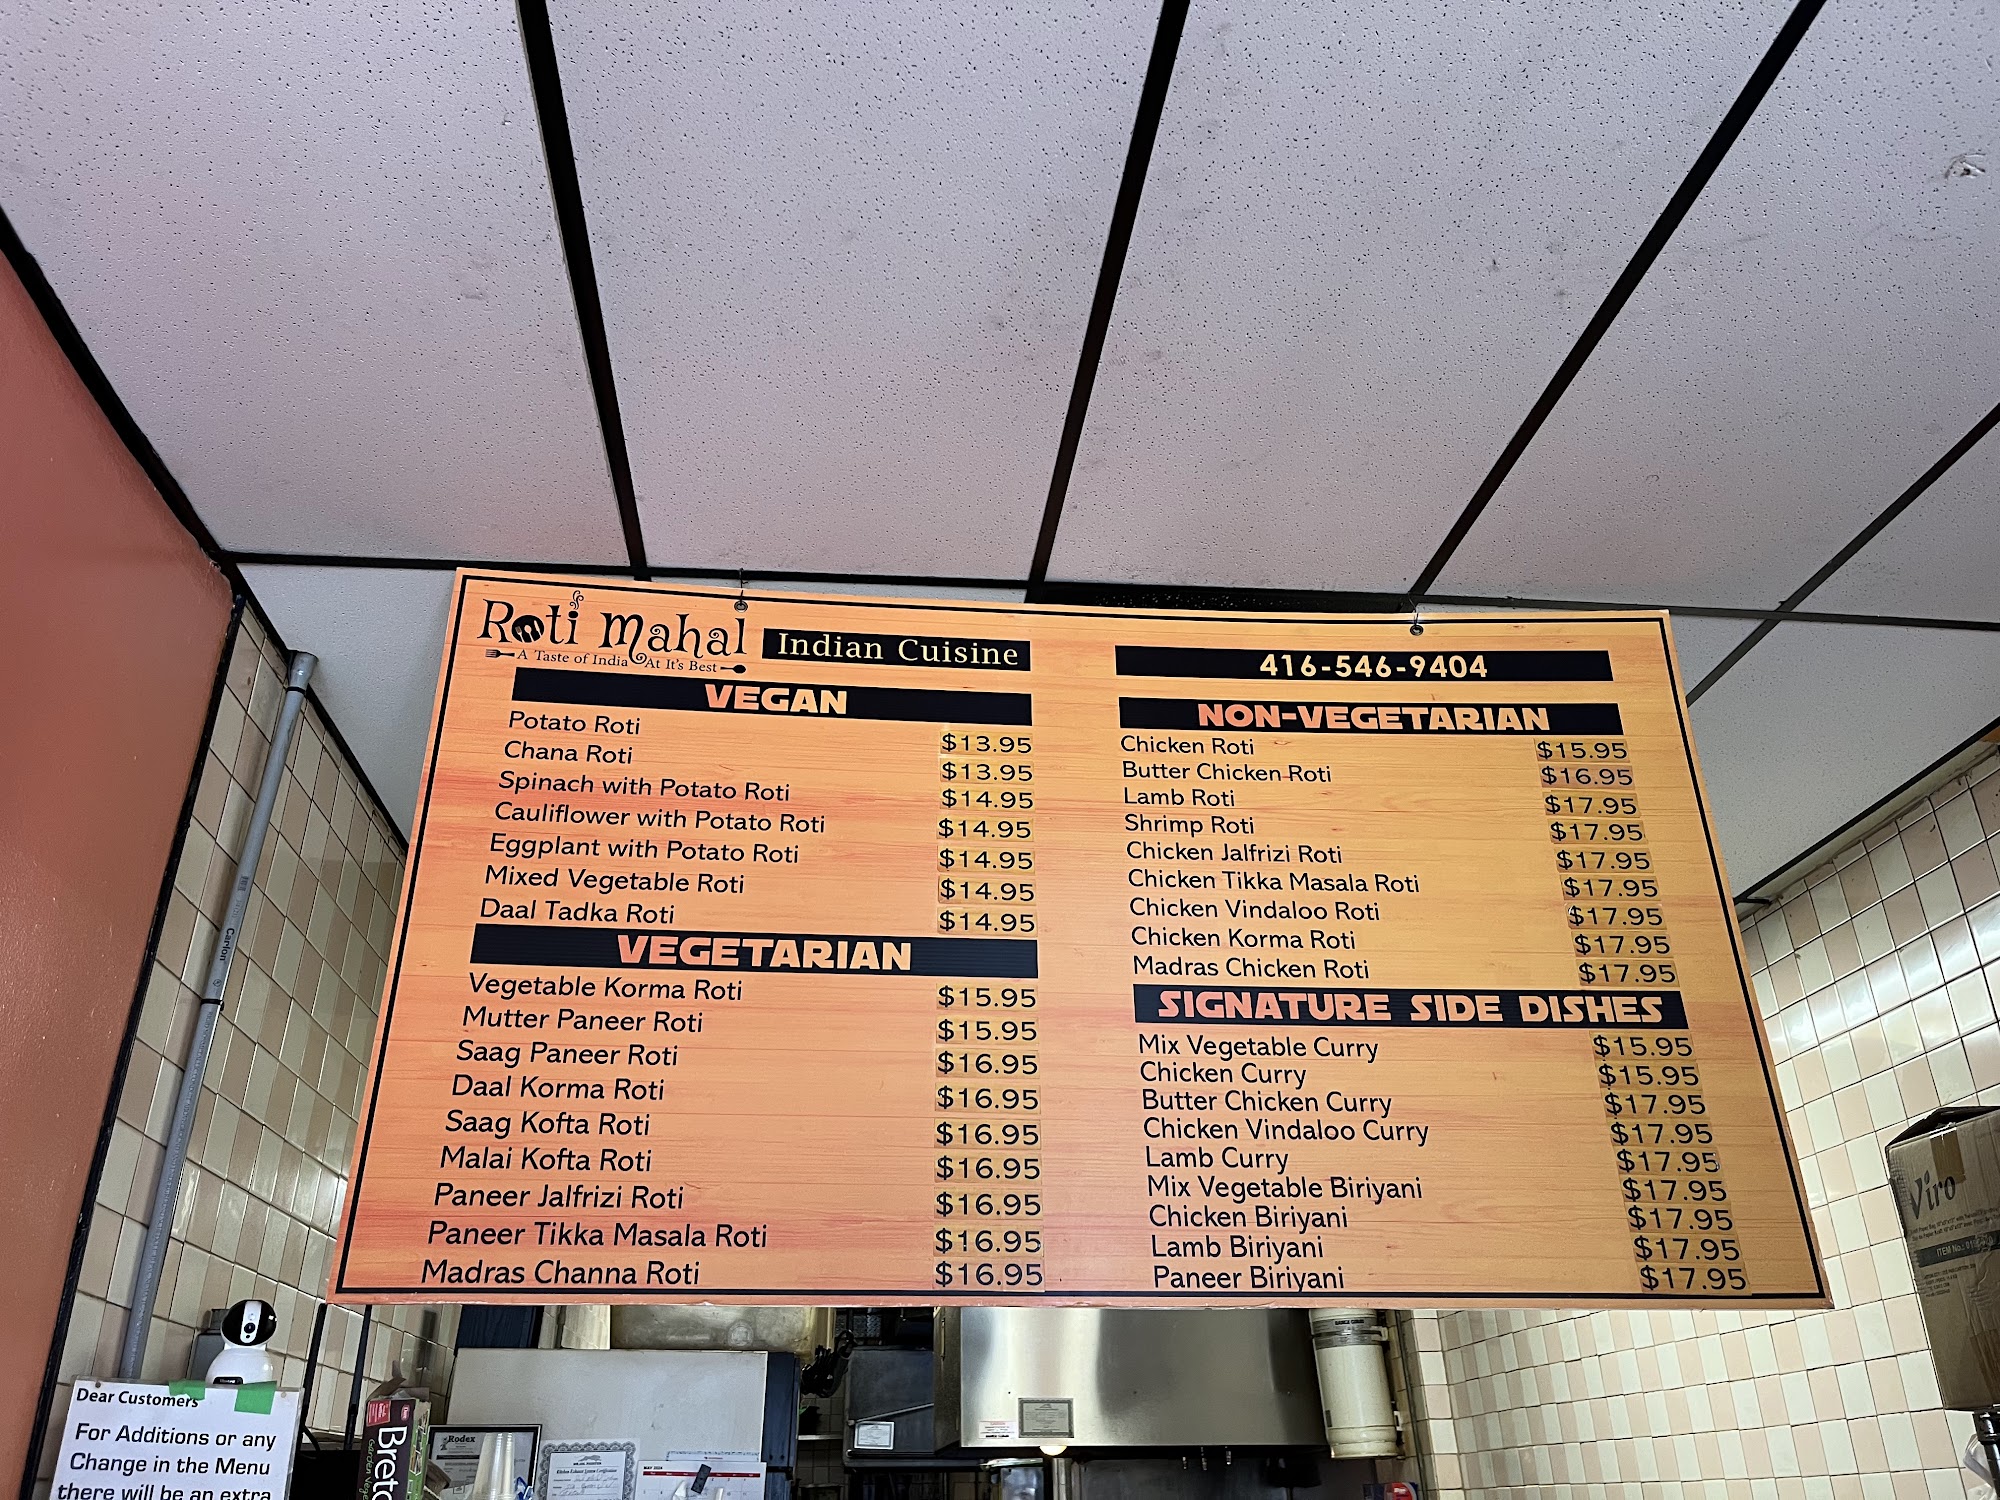 Roti Mahal
A Taste of India At It's Best
Indian Cuisine
416-546-9404
VEGAN
Potato Roti $13.95
Chana Roti $13.95
Spinach with Potato Roti $14.95
Cauliflower with Potato Roti $14.95
Eggplant with Potato Roti $14.95
Mixed Vegetable Roti $14.95
Daal Tadka Roti $14.95
VEGETARIAN
Vegetable Korma Roti $15.95
Mutter Paneer Roti $15.95
Saag Paneer Roti $16.95
Daal Korma Roti $16.95
Saag Kofta Roti $16.95
Malai Kofta Roti $16.95
Paneer Jalfrizi Roti $16.95
Paneer Tikka Masala Roti $16.95
Madras Channa Roti $16.95
NON-VEGETARIAN
Chicken Roti $15.95
Butter Chicken Roti $16.95
Lamb Roti $17.95
Shrimp Roti $17.95
Chicken Jalfrizi Roti $17.95
Chicken Tikka Masala Roti $17.95
Chicken Vindaloo Roti $17.95
Chicken Korma Roti $17.95
Madras Chicken Roti $17.95
SIGNATURE SIDE DISHES
Mix Vegetable Curry $15.95
Chicken Curry $15.95
Butter Chicken Curry $17.95
Chicken Vindaloo Curry $17.95
Lamb Curry $17.95
Mix Vegetable Biriyani $17.95
Chicken Biriyani $17.95
Lamb Biriyani $17.95
Paneer Biriyani $17.95
Carlon
Viro
ITEM No.:
Dear Customers
For Additions or any
Change in the Menu
there will be an extra
Breto
Rodex